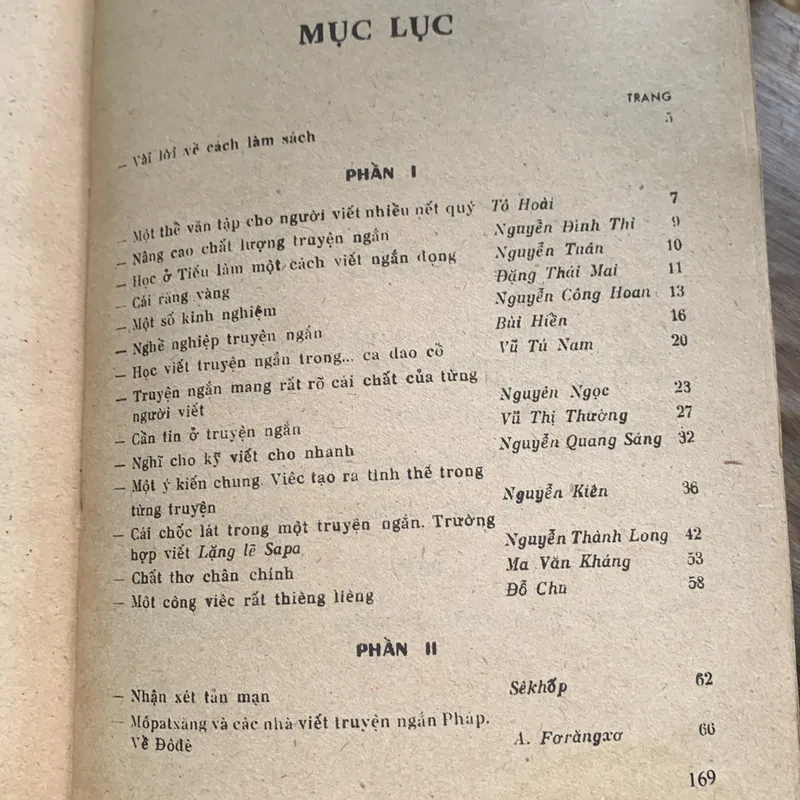 MỤC LỤC
TRANG
— Vài lời về cách làm sách 5
PHẦN I
— Một thể văn tập cho người viết nhiều nết quý Tô Hoài 7
— Nâng cao chất lượng truyện ngắn Nguyễn Đình Thi 9
— Học ở Tiếu lâm một cách viết ngắn gọng Nguyễn Tuân 10
— Cái răng vàng Đặng Thái Mai 11
— Một số kinh nghiệm Nguyễn Công Hoan 13
— Nghề nghiệp truyện ngắn Bùi Hiển 16
— Học viết truyện ngắn trong... ca dao cổ Vũ Tú Nam 20
— Truyện ngắn mang rất rõ cái chất của từng
người viết Nguyên Ngọc 23
— Cần tin ở truyện ngắn Vũ Thị Thường 27
— Nghĩ cho kỹ viết cho nhanh Nguyễn Quang Sáng 32
— Một ý kiến chung. Việc tạo ra tình thế trong
từng truyện Nguyễn Kiên 36
— Cái chốc lát trong một truyện ngắn. Trường
hợp viết Lặng lẽ Sapa Nguyễn Thành Long 42
— Chất thơ chân chính Ma Văn Kháng 53
— Một công việc rất thiêng liêng Đỗ Chu 58
PHẦN II
— Nhận xét tản mạn Sêkhốp 62
— Môpatxăng và các nhà viết truyện ngắn Pháp.
Về Đôđê A. Forăngxơ 66
169